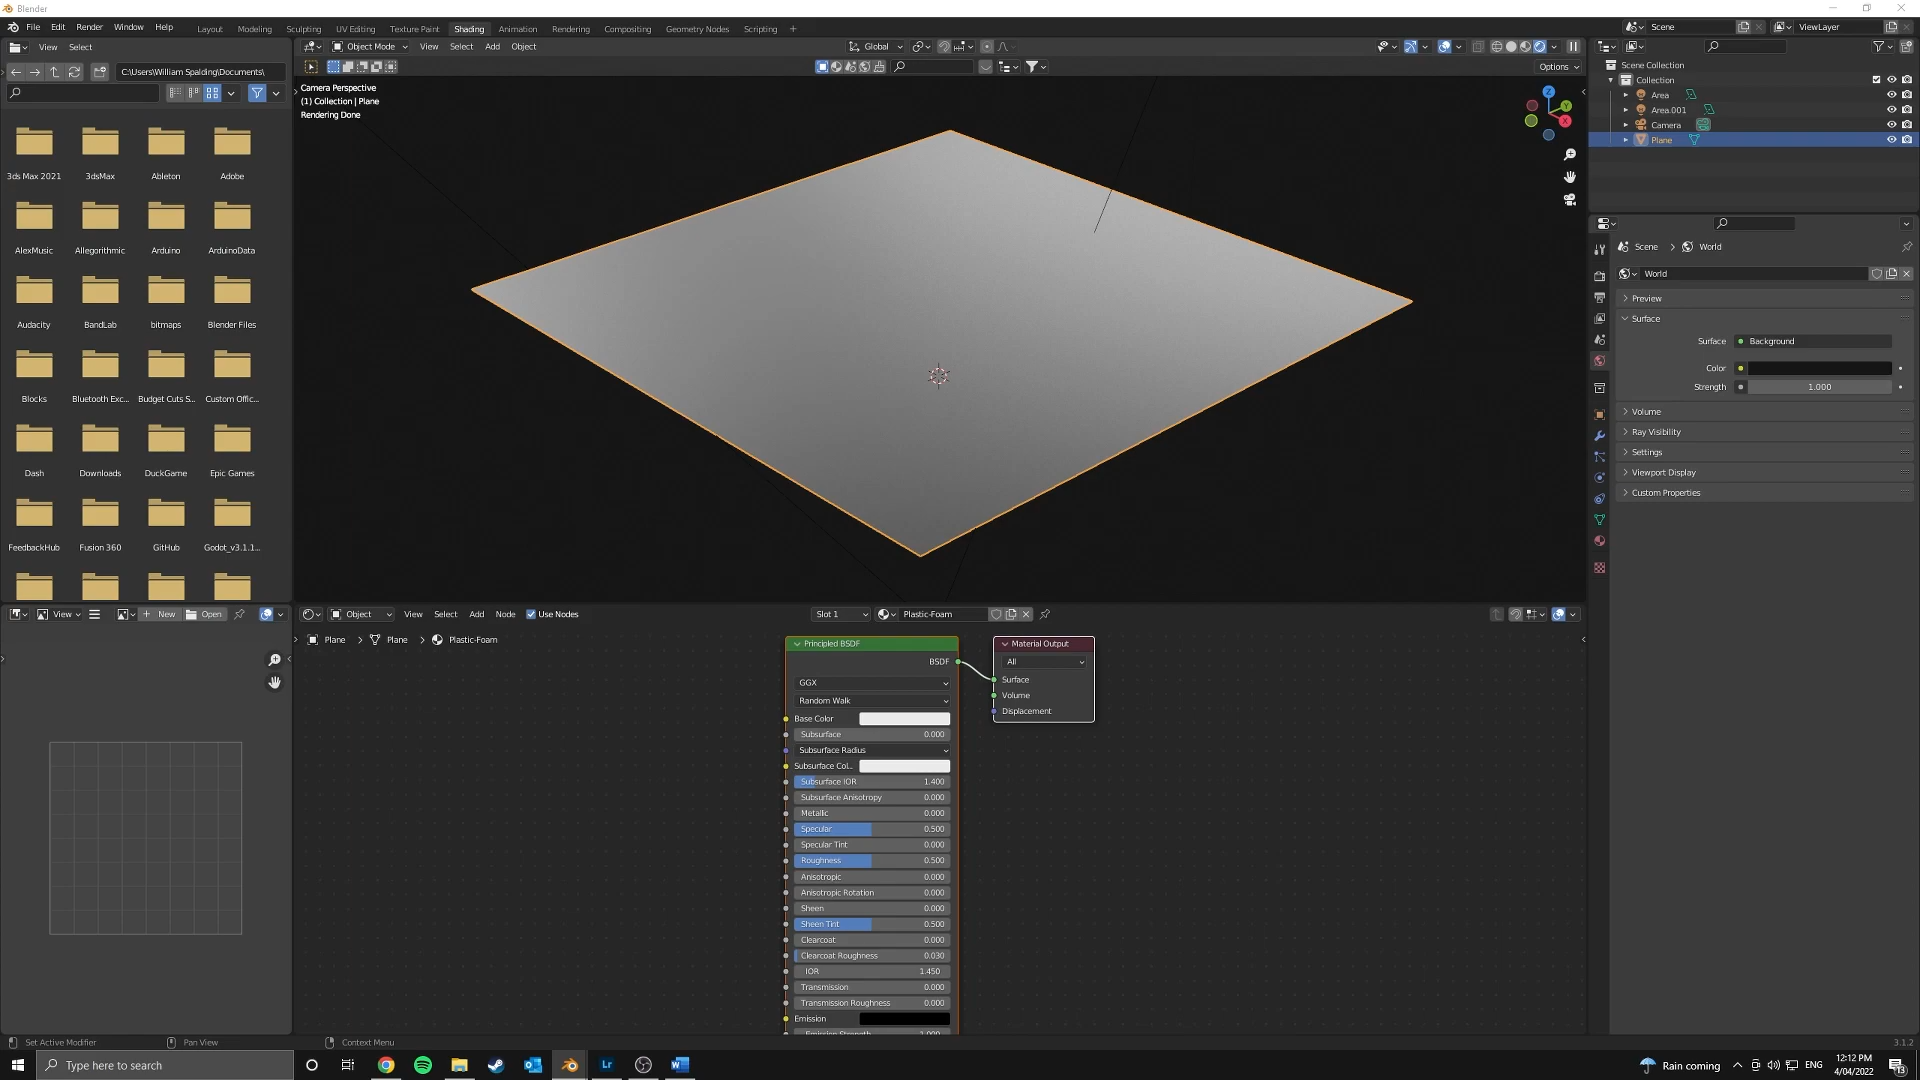 Blender
File Edit Render Window Help Layout Modeling Sculpting UV Editing Texture Paint Shading Animation Rendering Compositing Geometry Nodes Scripting + Scene ViewLayer
View Select
Object Mode View Select Add Object Global
C:\Users\William Spalding\Documents\
Options
Camera Perspective
(1) Collection | Plane
Rendering Done
3ds Max 2021 3dsMax Ableton Adobe
AlexMusic Allegorithmic Arduino ArduinoData
Audacity BandLab bitmaps Blender Files
Blocks Bluetooth Exc... Budget Cuts S... Custom Offic...
Dash Downloads DuckGame Epic Games
FeedbackHub Fusion 360 GitHub Godot_v3.1.1...
Z
Y
X
Scene Collection
Collection
Area
Area.001
Camera
Plane
Scene > World
World
Preview
Surface
Surface Background
Color
Strength 1.000
Volume
Ray Visibility
Settings
Viewport Display
Custom Properties
View New Open
Object View Select Add Node Use Nodes Slot 1 Plastic-Foam
Plane > Plane > Plastic-Foam
Principled BSDF
BSDF
GGX
Random Walk
Base Color
Subsurface 0.000
Subsurface Radius
Subsurface Col...
Subsurface IOR 1.400
Subsurface Anisotropy 0.000
Metallic 0.000
Specular 0.500
Specular Tint 0.000
Roughness 0.500
Anisotropic 0.000
Anisotropic Rotation 0.000
Sheen 0.000
Sheen Tint 0.500
Clearcoat 0.000
Clearcoat Roughness 0.030
IOR 1.450
Transmission 0.000
Transmission Roughness 0.000
Emission
Emission Strength 1.000
Material Output
All
Surface
Volume
Displacement
Set Active Modifier Pan View Context Menu 3.1.2
Type here to search
Lr
Rain coming
ENG
12:12 PM
4/04/2022
13